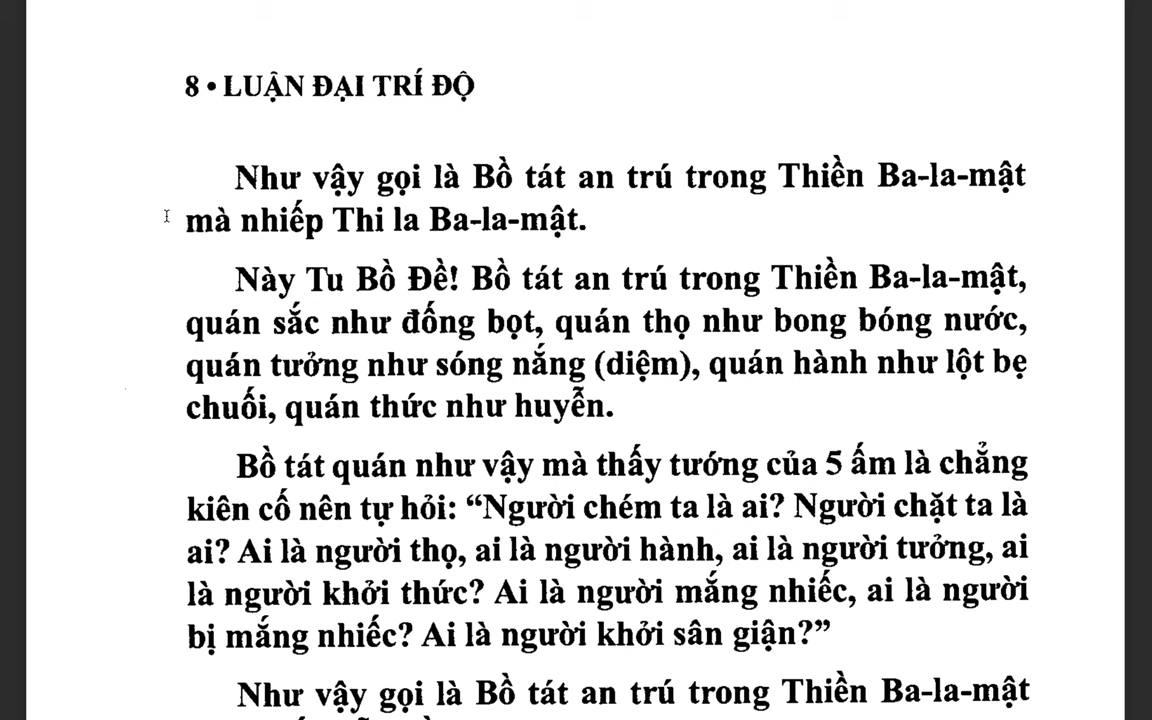 8 • LUẬN ĐẠI TRÍ ĐỘ
Như vậy gọi là Bồ tát an trú trong Thiền Ba-la-mật
mà nhiếp Thi la Ba-la-mật.
Này Tu Bồ Đề! Bồ tát an trú trong Thiền Ba-la-mật,
quán sắc như đống bọt, quán thọ như bong bóng nước,
quán tưởng như sóng nắng (diệm), quán hành như lột bẹ
chuối, quán thức như huyễn.
Bồ tát quán như vậy mà thấy tướng của 5 ấm là chẳng
kiên cố nên tự hỏi: “Người chém ta là ai? Người chặt ta là
ai? Ai là người thọ, ai là người hành, ai là người tưởng, ai
là người khởi thức? Ai là người mắng nhiếc, ai là người
bị mắng nhiếc? Ai là người khởi sân giận?”
Như vậy gọi là Bồ tát an trú trong Thiền Ba-la-mật